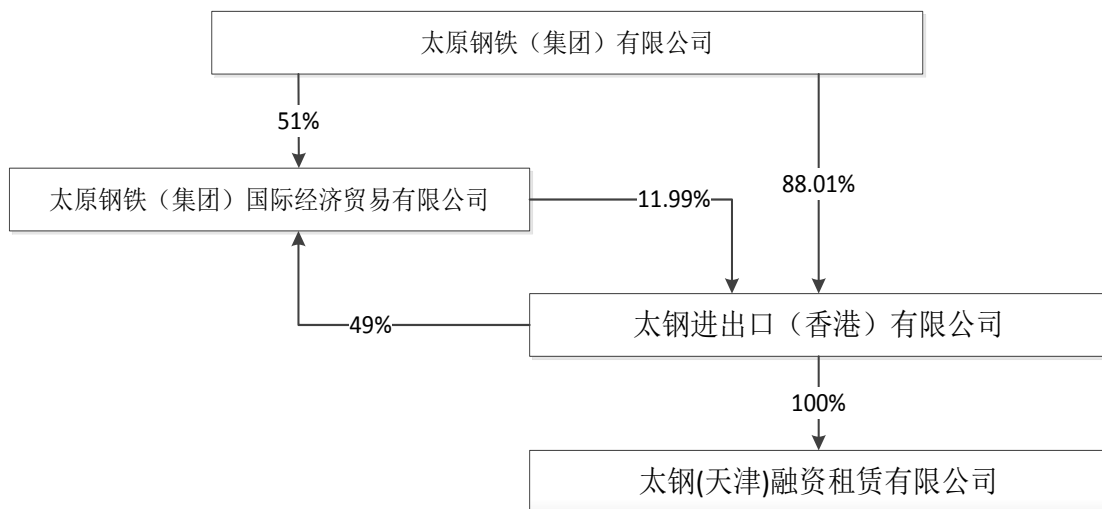 太原钢铁（集团）有限公司
51%
太原钢铁（集团）国际经济贸易有限公司
11.99%
88.01%
太钢进出口（香港）有限公司
49%
100%
太钢(天津)融资租赁有限公司